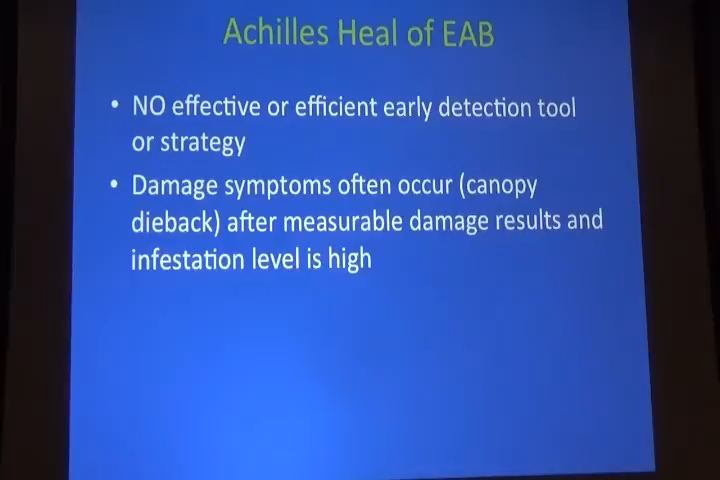 Achilles Heal of EAB
• NO effective or efficient early detection tool
or strategy
• Damage symptoms often occur (canopy
dieback) after measurable damage results and
infestation level is high